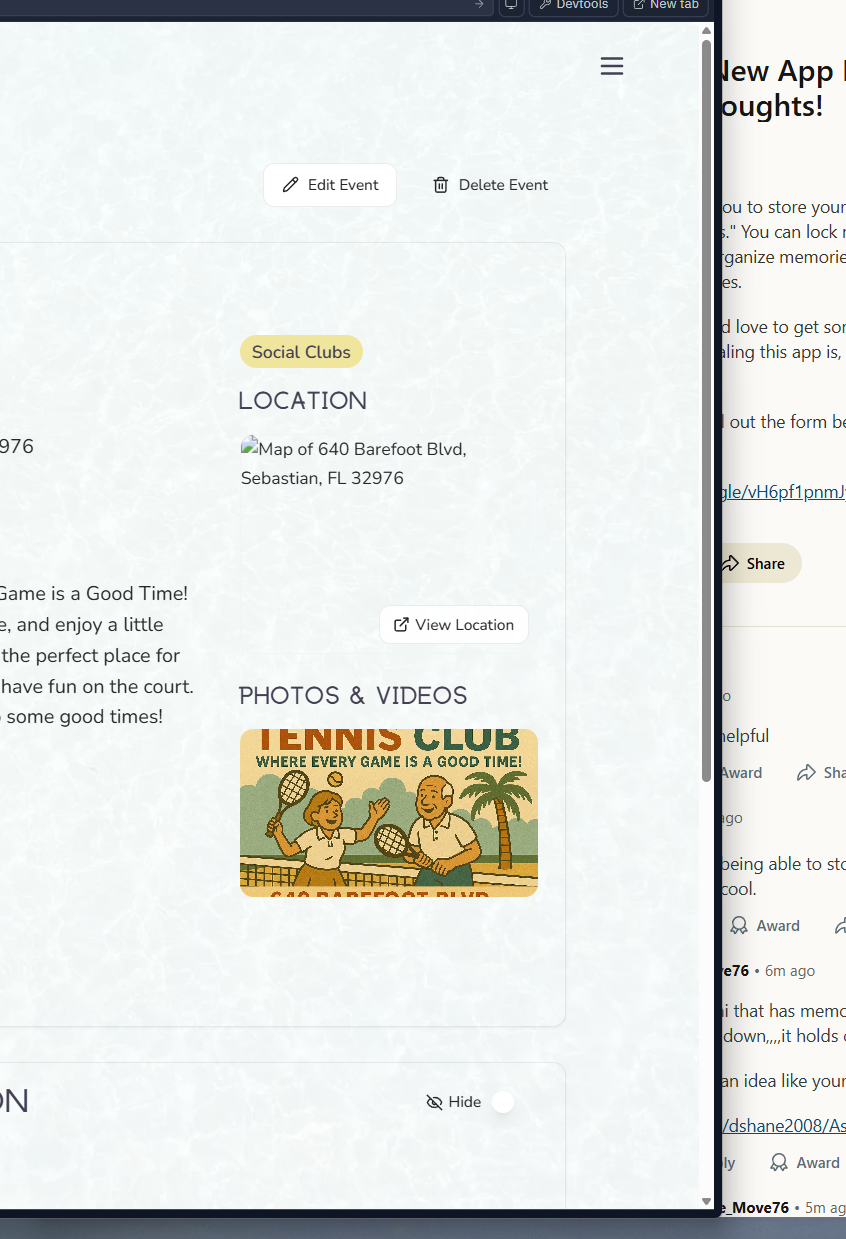 Devtools
New tab
Edit Event
Delete Event
Social Clubs
LOCATION
Map of 640 Barefoot Blvd,
Sebastian, FL 32976
976
View Location
Game is a Good Time!
e, and enjoy a little
the perfect place for
have fun on the court.
some good times!
PHOTOS & VIDEOS
TENNIS CLUB
WHERE EVERY GAME IS A GOOD TIME!
640 BAREFOOT BLVD
ON
Hide
New App
oughts!
ou to store your
s." You can lock
rganize memorie
es.
d love to get so
aling this app is,
out the form be
gle/vH6pf1pnmJ
Share
o
helpful
Award
Sha
ago
being able to sto
cool.
Award
ve76 • 6m ago
i that has memo
down,,,,it holds
an idea like your
/dshane2008/As
ly
Award
e_Move76 • 5m ago